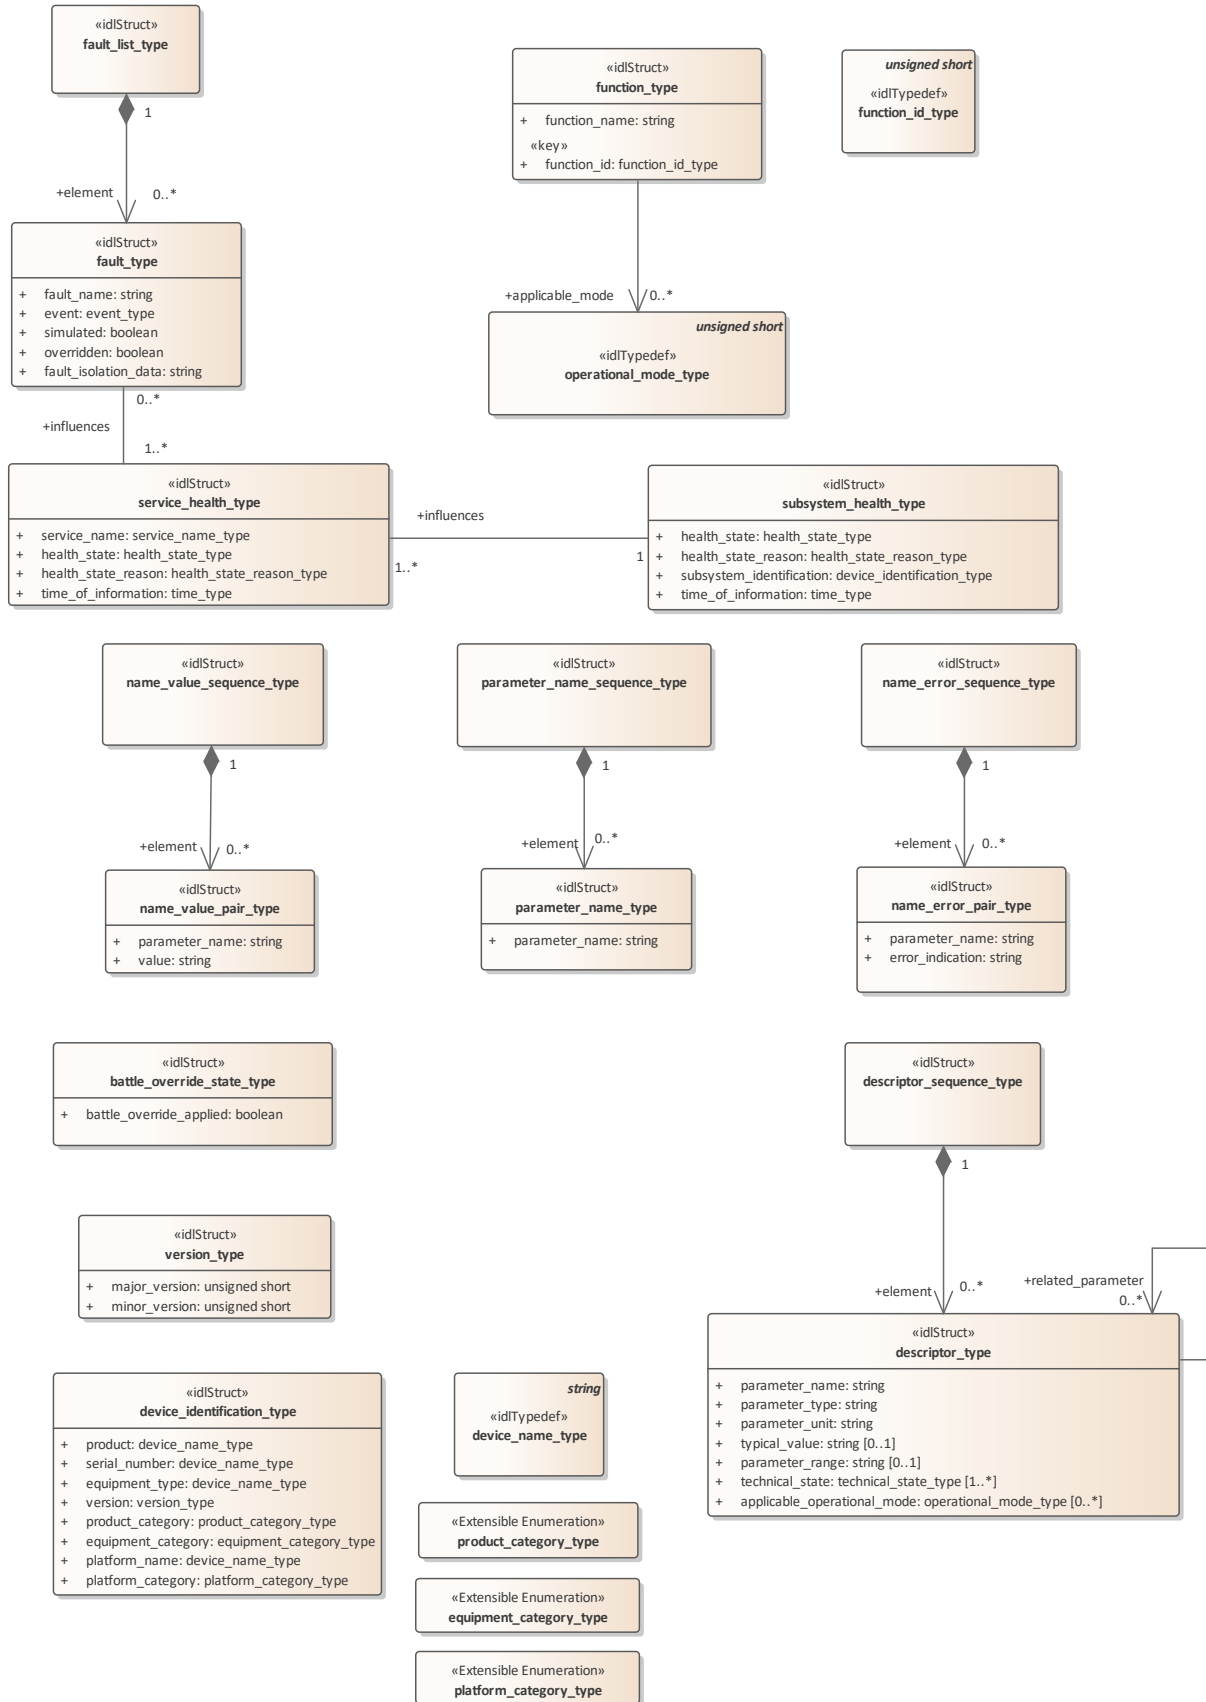 «idlStruct»
fault_list_type
1
+element
0..*
«idlStruct»
fault_type
+ fault_name: string
+ event: event_type
+ simulated: boolean
+ overridden: boolean
+ fault_isolation_data: string
0..*
+influences
1..*
«idlStruct»
function_type
+ function_name: string
«key»
+ function_id: function_id_type
+applicable_mode
0..*
unsigned short
«idlTypedef»
operational_mode_type
unsigned short
«idlTypedef»
function_id_type
«idlStruct»
service_health_type
+ service_name: service_name_type
+ health_state: health_state_type
+ health_state_reason: health_state_reason_type
+ time_of_information: time_type
+influences
1..*
1
«idlStruct»
subsystem_health_type
+ health_state: health_state_type
+ health_state_reason: health_state_reason_type
+ subsystem_identification: device_identification_type
+ time_of_information: time_type
«idlStruct»
name_value_sequence_type
1
+element
0..*
«idlStruct»
name_value_pair_type
+ parameter_name: string
+ value: string
«idlStruct»
parameter_name_sequence_type
1
+element
0..*
«idlStruct»
parameter_name_type
+ parameter_name: string
«idlStruct»
name_error_sequence_type
1
+element
0..*
«idlStruct»
name_error_pair_type
+ parameter_name: string
+ error_indication: string
«idlStruct»
battle_override_state_type
+ battle_override_applied: boolean
«idlStruct»
descriptor_sequence_type
1
+element
0..*
+related_parameter
0..*
«idlStruct»
descriptor_type
+ parameter_name: string
+ parameter_type: string
+ parameter_unit: string
+ typical_value: string [0..1]
+ parameter_range: string [0..1]
+ technical_state: technical_state_type [1..*]
+ applicable_operational_mode: operational_mode_type [0..*]
«idlStruct»
version_type
+ major_version: unsigned short
+ minor_version: unsigned short
«idlStruct»
device_identification_type
+ product: device_name_type
+ serial_number: device_name_type
+ equipment_type: device_name_type
+ version: version_type
+ product_category: product_category_type
+ equipment_category: equipment_category_type
+ platform_name: device_name_type
+ platform_category: platform_category_type
string
«idlTypedef»
device_name_type
«Extensible Enumeration»
product_category_type
«Extensible Enumeration»
equipment_category_type
«Extensible Enumeration»
platform_category_type